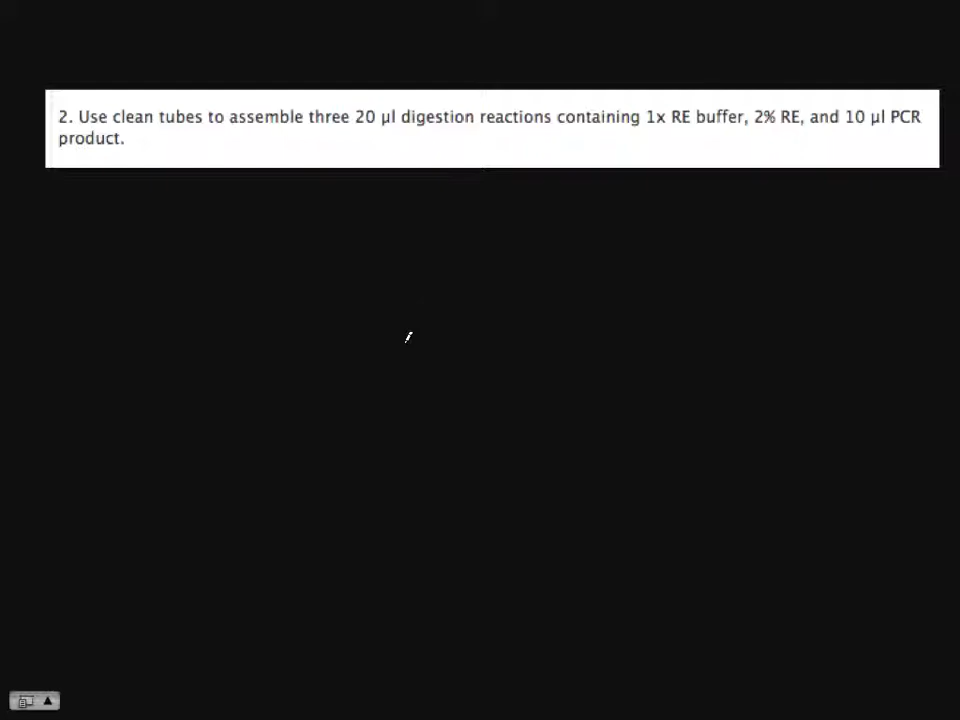 2. Use clean tubes to assemble three 20 µl digestion reactions containing 1x RE buffer, 2% RE, and 10 µl PCR
product.